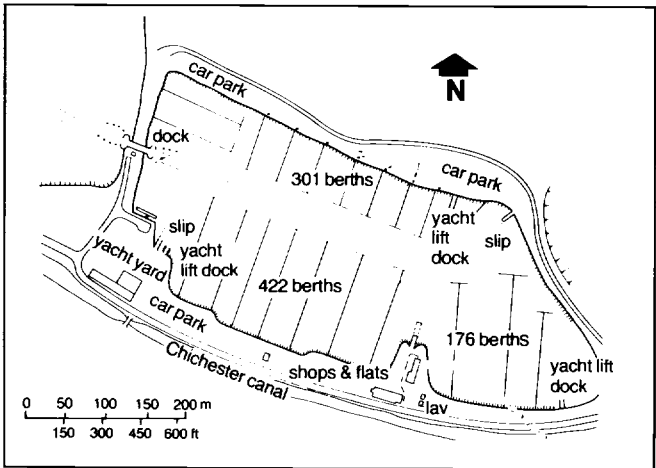 car park
N
dock
301 berths
car park
yacht
lift
dock
slip
slip
yacht
lift dock
yacht yard
422 berths
car park
176 berths
shops & flats
yacht lift
dock
Chichester canal
lav
0 50 100 150 200 m
150 300 450 600 ft